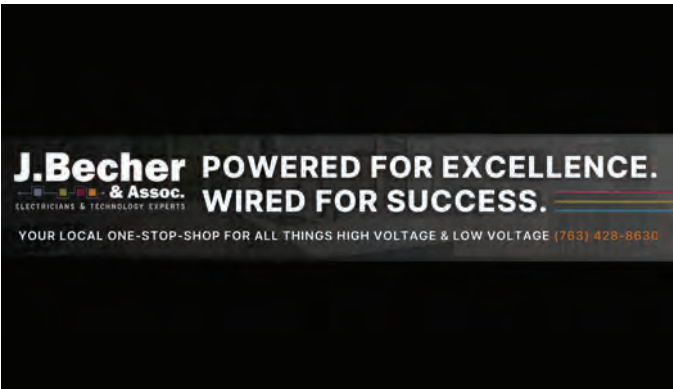 J.Becher
& Assoc.
ELECTRICIANS & TECHNOLOGY EXPERTS
POWERED FOR EXCELLENCE.
WIRED FOR SUCCESS.
YOUR LOCAL ONE-STOP-SHOP FOR ALL THINGS HIGH VOLTAGE & LOW VOLTAGE (763) 428-8630